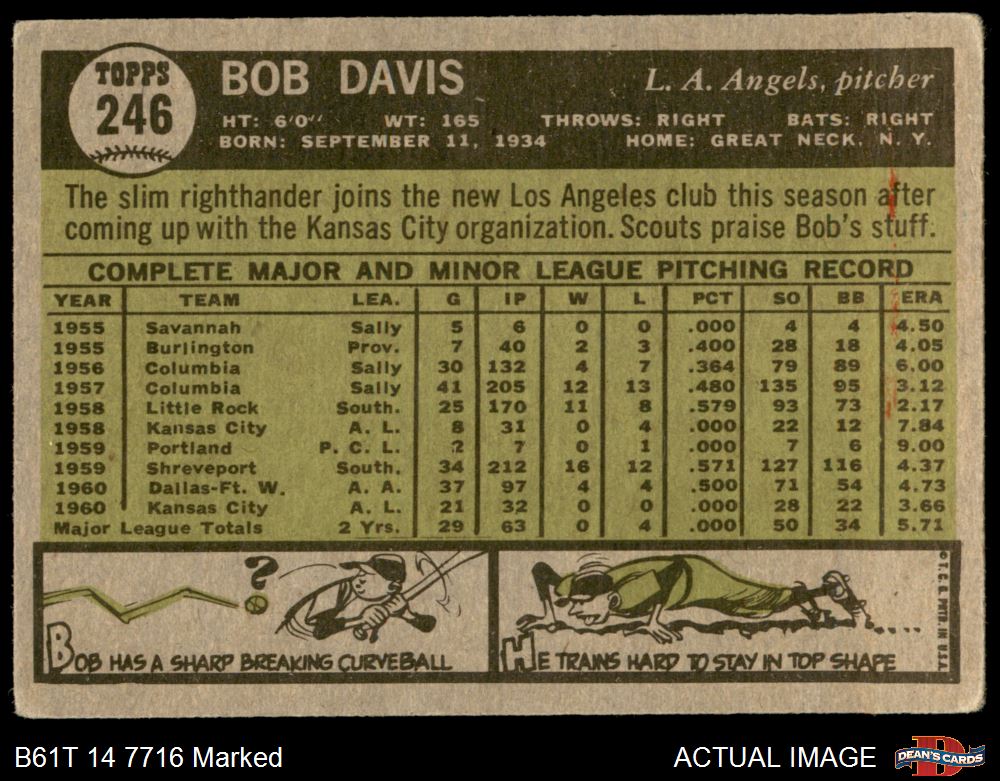 TOPPS
246
BOB DAVIS
L. A. Angels, pitcher
HT: 6'0" WT: 165 THROWS: RIGHT BATS: RIGHT
BORN: SEPTEMBER 11, 1934 HOME: GREAT NECK, N. Y.
The slim righthander joins the new Los Angeles club this season after
coming up with the Kansas City organization. Scouts praise Bob's stuff.
COMPLETE MAJOR AND MINOR LEAGUE PITCHING RECORD
YEAR TEAM LEA. G IP W L PCT SO BB ERA
1955 Savannah Sally 5 6 0 0 .000 4 4 4.50
1955 Burlington Prov. 7 40 2 3 .400 28 18 4.05
1956 Columbia Sally 30 132 4 7 .364 79 89 6.00
1957 Columbia Sally 41 205 12 13 .480 135 95 3.12
1958 Little Rock South. 25 170 11 8 .579 93 73 2.17
1958 Kansas City A. L. 8 31 0 4 .000 22 12 7.84
1959 Portland P. C. L. 2 7 0 1 .000 7 6 9.00
1959 Shreveport South. 34 212 16 12 .571 127 116 4.37
1960 Dallas-Ft. W. A. A. 37 97 4 4 .500 71 54 4.73
1960 Kansas City A. L. 21 32 0 0 .000 28 22 3.66
Major League Totals 2 Yrs. 29 63 0 4 .000 50 34 5.71
?
BOB HAS A SHARP BREAKING CURVEBALL
HE TRAINS HARD TO STAY IN TOP SHAPE
© T. C. G. PTD. IN U.S.A.
B61T 14 7716 Marked
ACTUAL IMAGE
D
DEAN'S CARDS